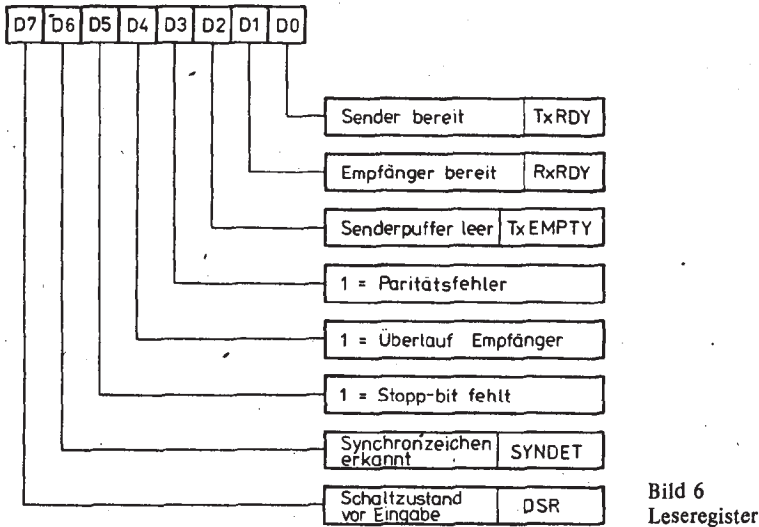 D7 D6 D5 D4 D3 D2 D1 D0
Sender bereit TxRDY
Empfänger bereit RxRDY
Senderpuffer leer TxEMPTY
1 = Paritätsfehler
1 = Überlauf Empfänger
1 = Stopp-bit fehlt
Synchronzeichen
erkannt SYNDET
Schaltzustand
vor Eingabe DSR
Bild 6
Leseregister